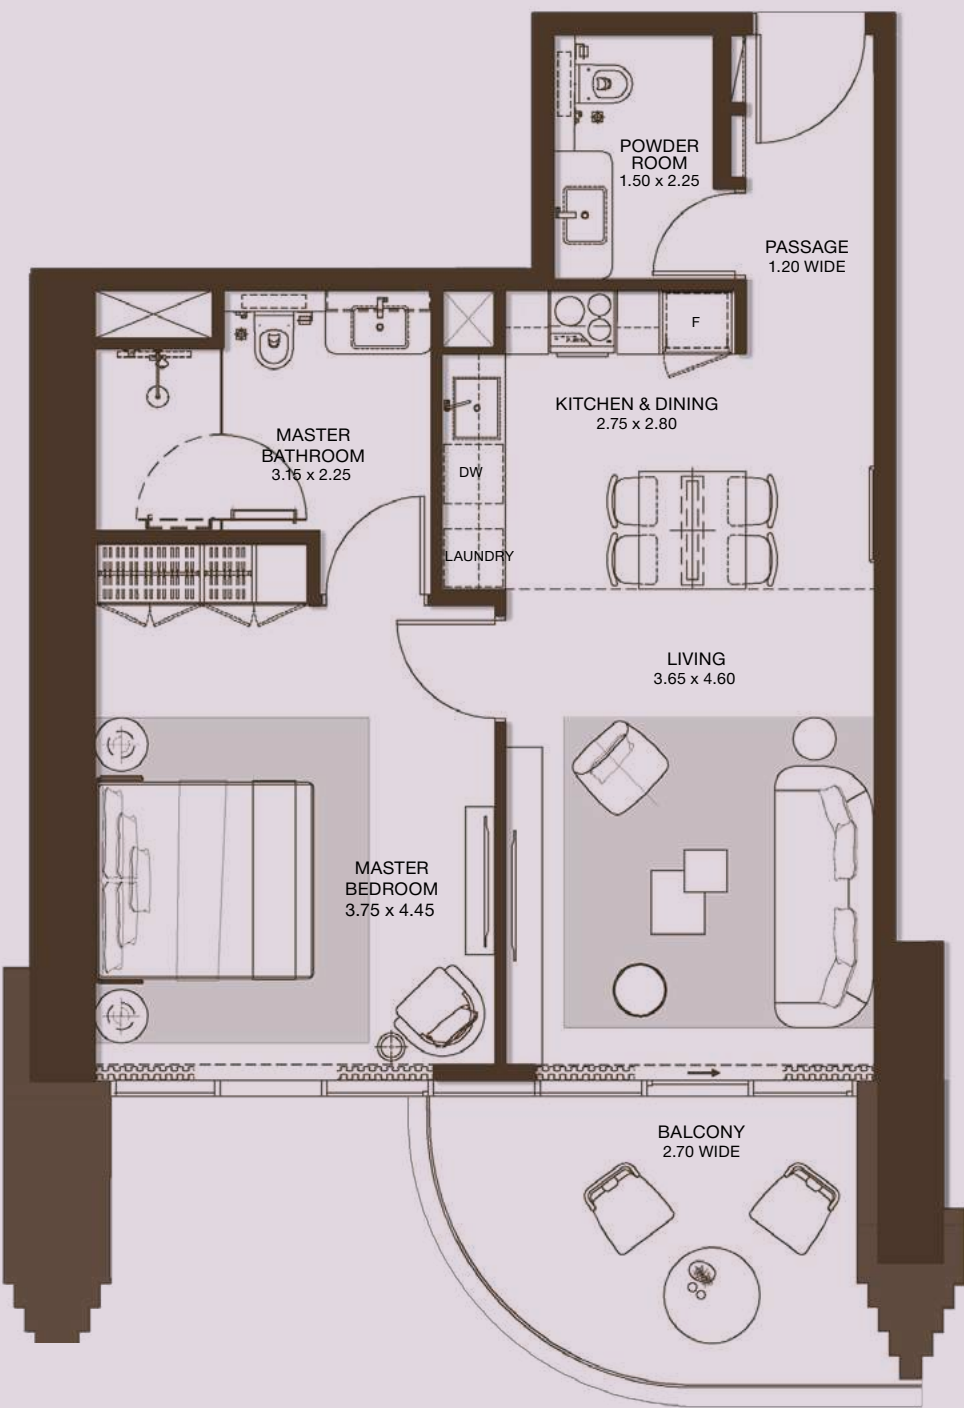 POWDER
ROOM
1.50 x 2.25
PASSAGE
1.20 WIDE
F
KITCHEN & DINING
2.75 x 2.80
MASTER
BATHROOM
3.15 x 2.25
DW
LAUNDRY
LIVING
3.65 x 4.60
MASTER
BEDROOM
3.75 x 4.45
BALCONY
2.70 WIDE